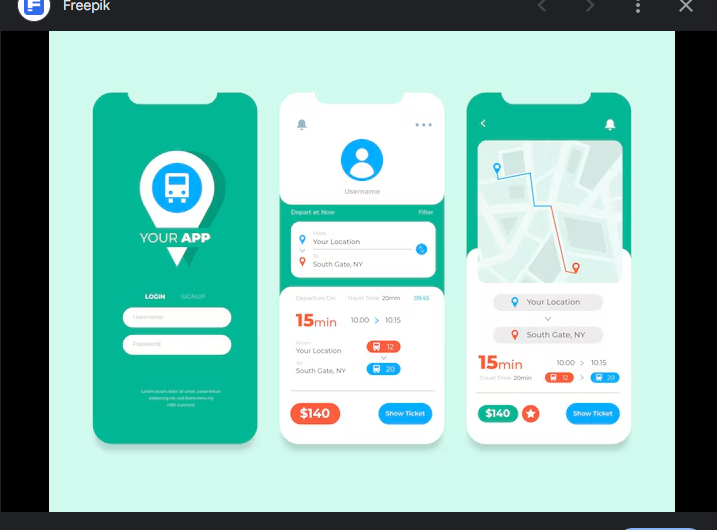 Freepik
YOUR APP
LOGIN SIGNUP
Username
Password
Lorem ipsum dolor sit amet, consectetuer
adipiscing elit, sed diam nonummy
nibh euismod
Username
Depart at: Now Filter
From
Your Location
To
South Gate, NY
Departure On: Travel Time: 20min 09:45
15min 10.00 > 10.15
From
Your Location 12
To
South Gate, NY 20
$140 Show Ticket
Your Location
South Gate, NY
15min 10:00 > 10.15
Travel Time: 20min 12 > 20
$140 Show Ticket